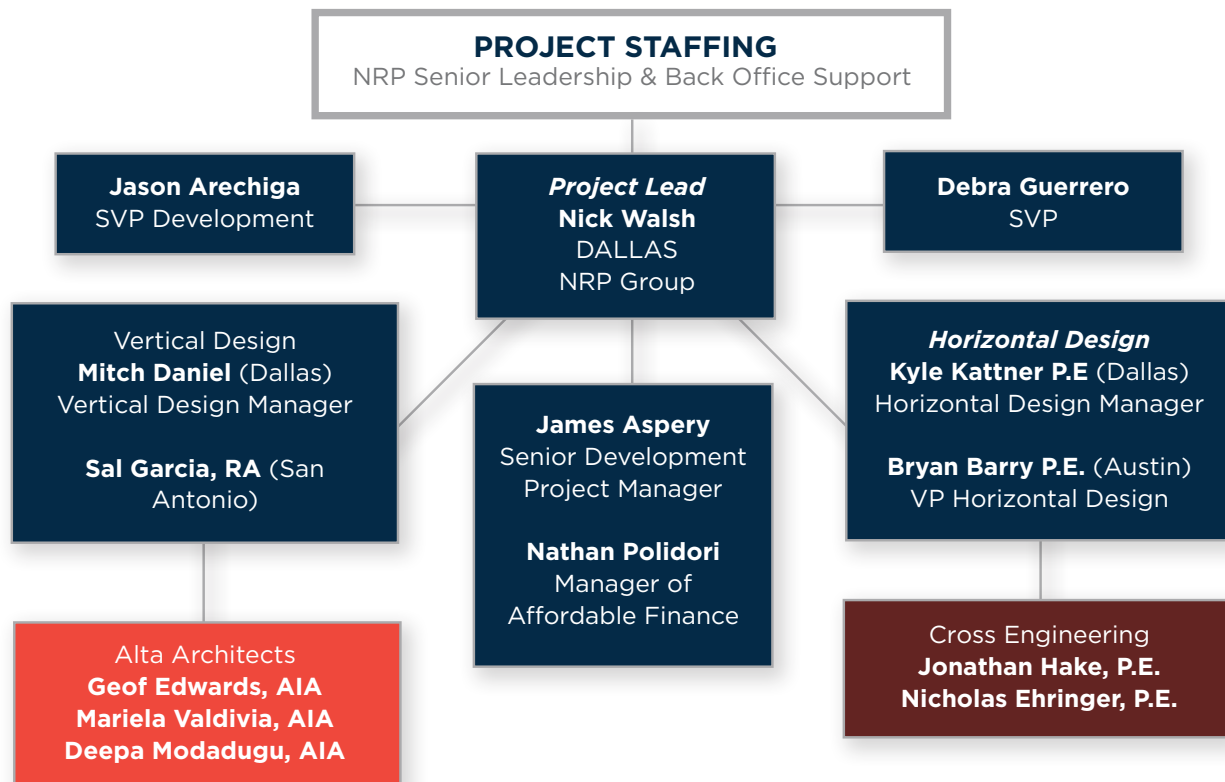 PROJECT STAFFING
NRP Senior Leadership & Back Office Support
Jason Arechiga
SVP Development
Project Lead
Nick Walsh
DALLAS
NRP Group
Debra Guerrero
SVP
Vertical Design
Mitch Daniel (Dallas)
Vertical Design Manager
Sal Garcia, RA (San
Antonio)
James Aspery
Senior Development
Project Manager
Nathan Polidori
Manager of
Affordable Finance
Horizontal Design
Kyle Kattner P.E (Dallas)
Horizontal Design Manager
Bryan Barry P.E. (Austin)
VP Horizontal Design
Alta Architects
Geof Edwards, AIA
Mariela Valdivia, AIA
Deepa Modadugu, AIA
Cross Engineering
Jonathan Hake, P.E.
Nicholas Ehringer, P.E.